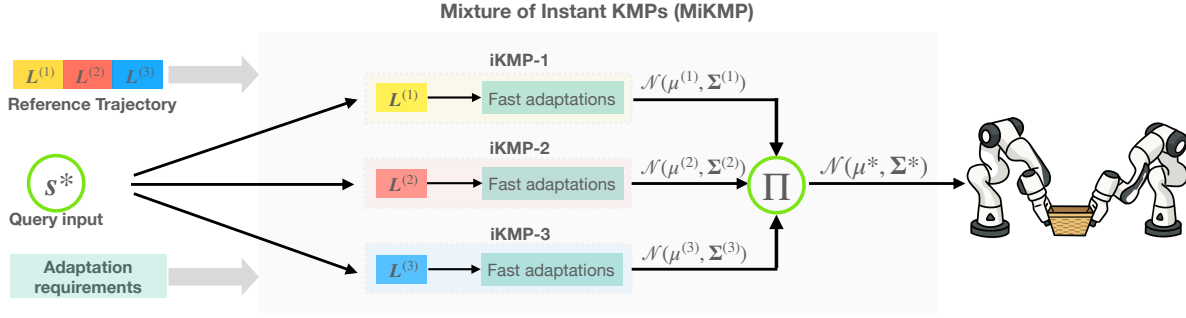 Mixture of Instant KMPs (MiKMP)
L^(1) L^(2) L^(3)
Reference Trajectory
s*
Query input
Adaptation
requirements
iKMP-1
L^(1) Fast adaptations
𝒩(μ^(1), Σ^(1))
iKMP-2
L^(2) Fast adaptations
𝒩(μ^(2), Σ^(2))
iKMP-3
L^(3) Fast adaptations
𝒩(μ^(3), Σ^(3))
Π
𝒩(μ*, Σ*)